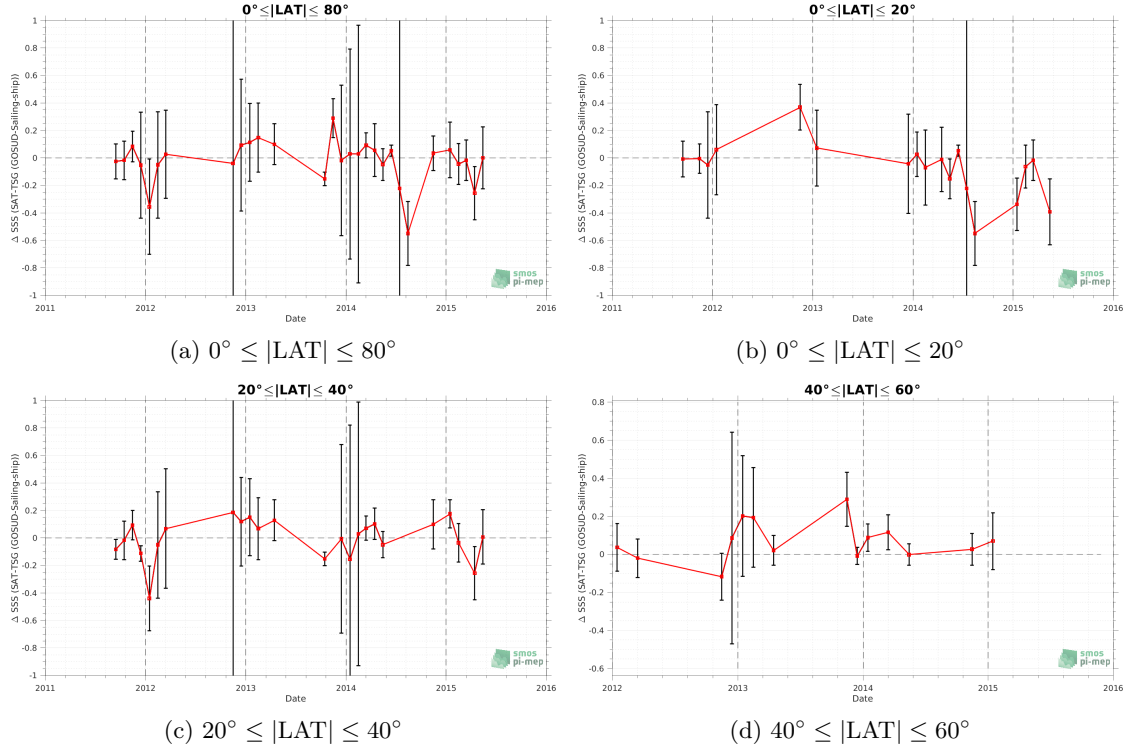 0°≤|LAT|≤ 80°
1
0.8
0.6
0.4
0.2
0
-0.2
-0.4
-0.6
-0.8
-1
Δ SSS (SAT-TSG (GOSUD-Sailing-ship))
2011 2012 2013 2014 2015 2016
Date
smos
pi-mep
(a) 0° ≤ |LAT| ≤ 80°
0°≤|LAT|≤ 20°
1
0.8
0.6
0.4
0.2
0
-0.2
-0.4
-0.6
-0.8
-1
Δ SSS (SAT-TSG (GOSUD-Sailing-ship))
2011 2012 2013 2014 2015 2016
Date
smos
pi-mep
(b) 0° ≤ |LAT| ≤ 20°
20°≤|LAT|≤ 40°
1
0.8
0.6
0.4
0.2
0
-0.2
-0.4
-0.6
-0.8
-1
Δ SSS (SAT-TSG (GOSUD-Sailing-ship))
2011 2012 2013 2014 2015 2016
Date
smos
pi-mep
(c) 20° ≤ |LAT| ≤ 40°
40°≤|LAT|≤ 60°
0.8
0.6
0.4
0.2
0
-0.2
-0.4
-0.6
Δ SSS (SAT-TSG (GOSUD-Sailing-ship))
2012 2013 2014 2015 2016
Date
smos
pi-mep
(d) 40° ≤ |LAT| ≤ 60°